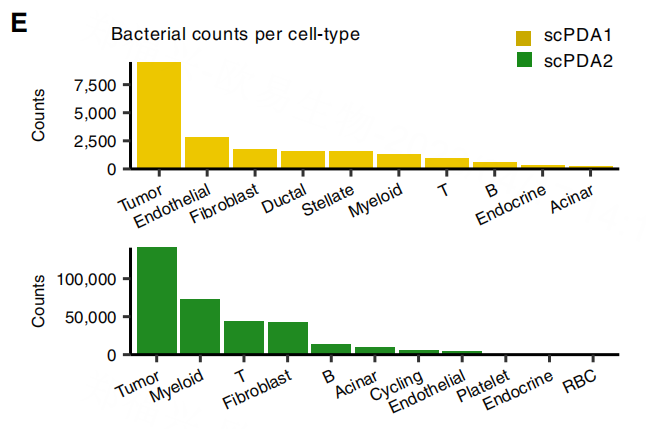 E
Bacterial counts per cell-type
scPDA1
scPDA2
Counts
7,500
5,000
2,500
0
Tumor Endothelial Fibroblast Ductal Stellate Myeloid T B Endocrine Acinar
Counts
100,000
50,000
0
Tumor Myeloid T Fibroblast B Acinar Cycling Endothelial Platelet Endocrine RBC